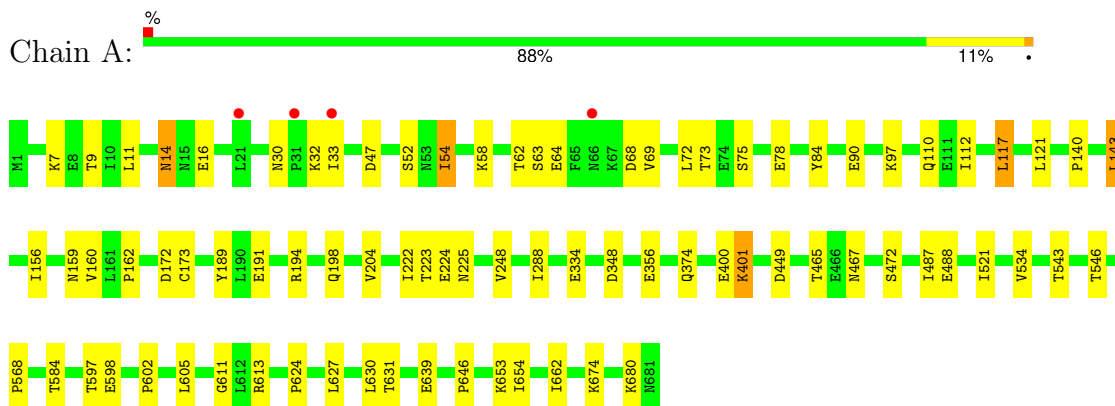 %
Chain A:
88% 11% •
M1 K7 E8 T9 I10 L11 N14 N15 E16 L21 N30 P31 K32 I33 D47 S52 N53 I54 K58 T62 S63 E64 F65 N66 K67 D68 V69 L72 T73 E74 S75 E78 Y84 E90 K97 Q110 E111 I112 L117 L121 P140
I156 N159 V160 L161 P162 D172 C173 Y189 L190 E191 R194 Q198 V204 I222 T223 E224 N225 V248 I288 E334 D348 E356 Q374 E400 K401 D449 T465 E466 N467 S472 I487 E488 I521 V534 T543 T546
P568 T584 T597 E598 P602 L605 G611 L612 R613 P624 L627 L630 T631 E639 P646 K653 I654 I662 K674 K680 N681